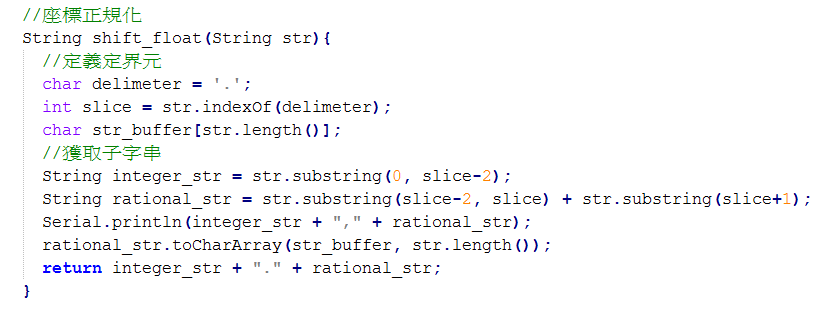 //座標正規化
String shift_float(String str){
  //定義定界元
  char delimeter = '.';
  int slice = str.indexOf(delimeter);
  char str_buffer[str.length()];
  //獲取子字串
  String integer_str = str.substring(0, slice-2);
  String rational_str = str.substring(slice-2, slice) + str.substring(slice+1);
  Serial.println(integer_str + "," + rational_str);
  rational_str.toCharArray(str_buffer, str.length());
  return integer_str + "." + rational_str;
}